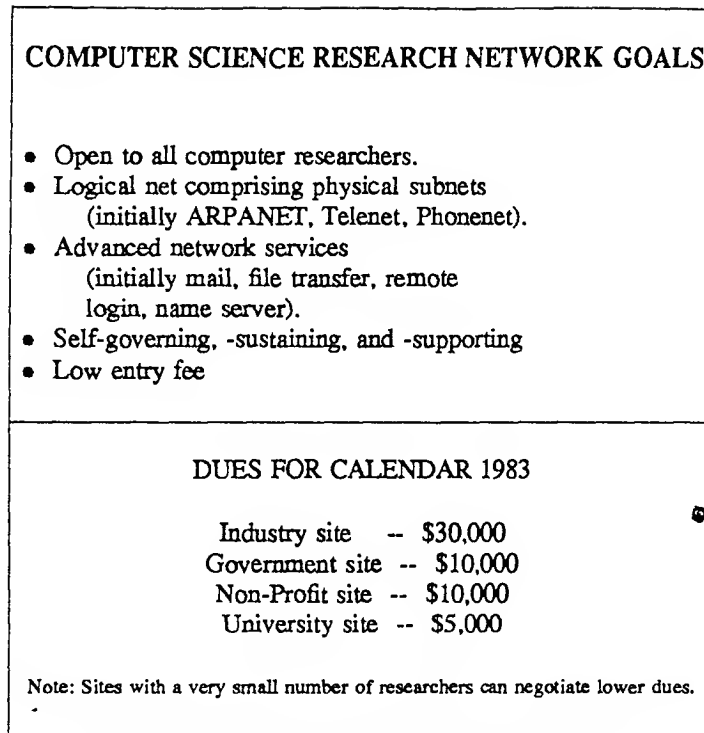 COMPUTER SCIENCE RESEARCH NETWORK GOALS
• Open to all computer researchers.
• Logical net comprising physical subnets
(initially ARPANET, Telenet, Phonenet).
• Advanced network services
(initially mail, file transfer, remote
login, name server).
• Self-governing, -sustaining, and -supporting
• Low entry fee
DUES FOR CALENDAR 1983
Industry site -- $30,000
Government site -- $10,000
Non-Profit site -- $10,000
University site -- $5,000
Note: Sites with a very small number of researchers can negotiate lower dues.